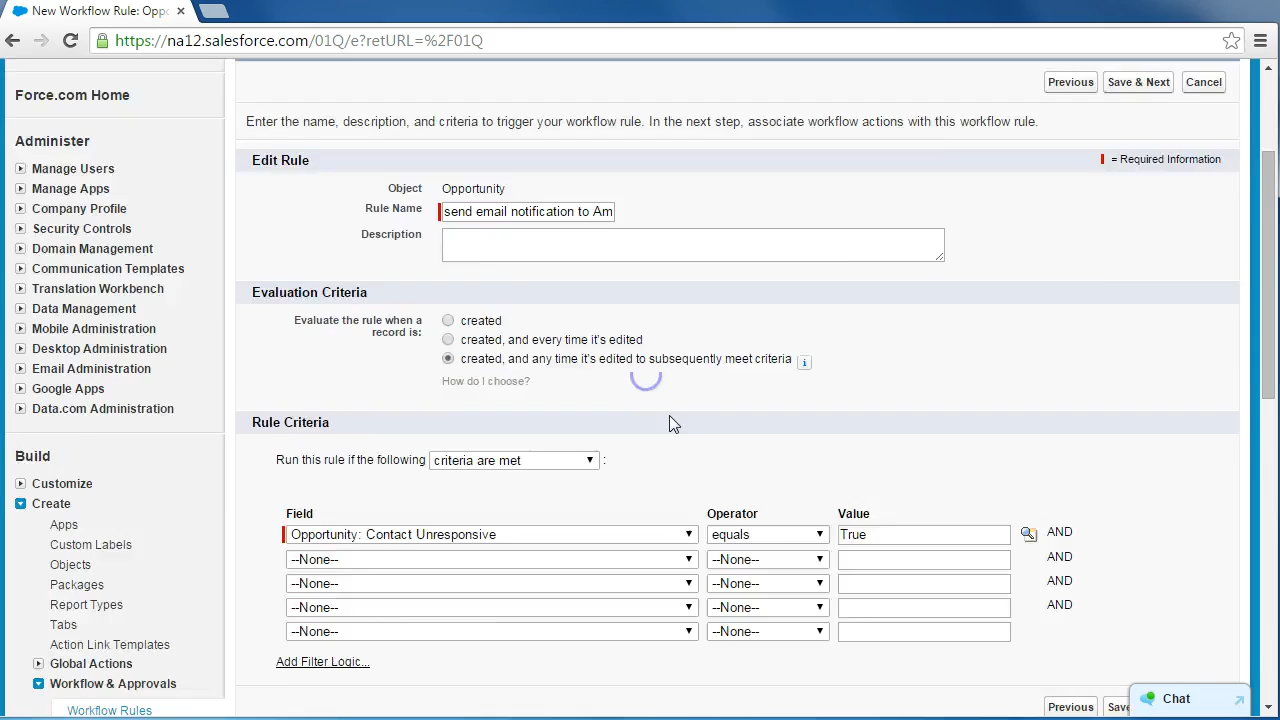 New Workflow Rule: Oppo
https://na12.salesforce.com/01Q/e?retURL=%2F01Q
Force.com Home
Administer
Manage Users
Manage Apps
Company Profile
Security Controls
Domain Management
Communication Templates
Translation Workbench
Data Management
Mobile Administration
Desktop Administration
Email Administration
Google Apps
Data.com Administration
Build
Customize
Create
Apps
Custom Labels
Objects
Packages
Report Types
Tabs
Action Link Templates
Global Actions
Workflow & Approvals
Workflow Rules
Previous Save & Next Cancel
Enter the name, description, and criteria to trigger your workflow rule. In the next step, associate workflow actions with this workflow rule.
Edit Rule = Required Information
Object Opportunity
Rule Name send email notification to Am
Description
Evaluation Criteria
Evaluate the rule when a
record is:
created
created, and every time it's edited
created, and any time it's edited to subsequently meet criteria i
How do I choose?
Rule Criteria
Run this rule if the following criteria are met :
Field Operator Value
Opportunity: Contact Unresponsive equals True AND
--None-- --None-- AND
--None-- --None-- AND
--None-- --None-- AND
--None-- --None--
Add Filter Logic...
Previous Save
Chat